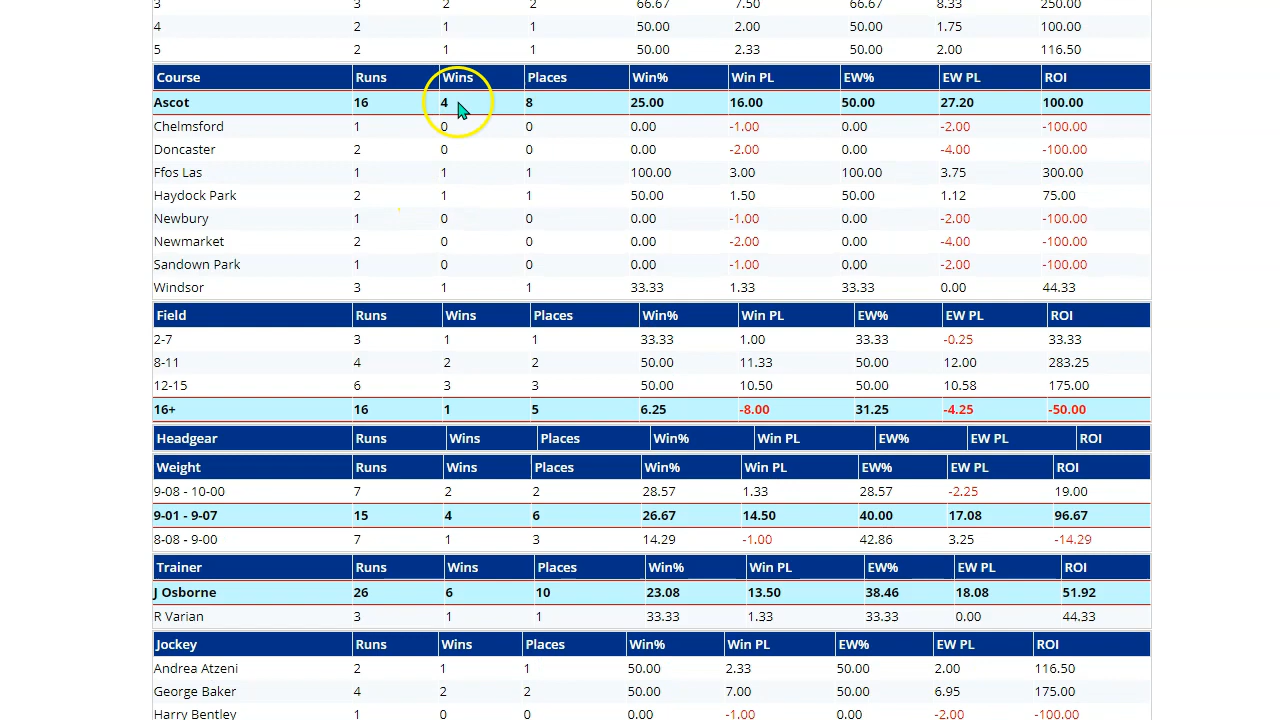 3 3 2 2 66.67 7.50 66.67 8.33 250.00
4 2 1 1 50.00 2.00 50.00 1.75 100.00
5 2 1 1 50.00 2.33 50.00 2.00 116.50
Course Runs Wins Places Win% Win PL EW% EW PL ROI
Ascot 16 4 8 25.00 16.00 50.00 27.20 100.00
Chelmsford 1 0 0 0.00 -1.00 0.00 -2.00 -100.00
Doncaster 2 0 0 0.00 -2.00 0.00 -4.00 -100.00
Ffos Las 1 1 1 100.00 3.00 100.00 3.75 300.00
Haydock Park 2 1 1 50.00 1.50 50.00 1.12 75.00
Newbury 1 0 0 0.00 -1.00 0.00 -2.00 -100.00
Newmarket 2 0 0 0.00 -2.00 0.00 -4.00 -100.00
Sandown Park 1 0 0 0.00 -1.00 0.00 -2.00 -100.00
Windsor 3 1 1 33.33 1.33 33.33 0.00 44.33
Field Runs Wins Places Win% Win PL EW% EW PL ROI
2-7 3 1 1 33.33 1.00 33.33 -0.25 33.33
8-11 4 2 2 50.00 11.33 50.00 12.00 283.25
12-15 6 3 3 50.00 10.50 50.00 10.58 175.00
16+ 16 1 5 6.25 -8.00 31.25 -4.25 -50.00
Headgear Runs Wins Places Win% Win PL EW% EW PL ROI
Weight Runs Wins Places Win% Win PL EW% EW PL ROI
9-08 - 10-00 7 2 2 28.57 1.33 28.57 -2.25 19.00
9-01 - 9-07 15 4 6 26.67 14.50 40.00 17.08 96.67
8-08 - 9-00 7 1 3 14.29 -1.00 42.86 3.25 -14.29
Trainer Runs Wins Places Win% Win PL EW% EW PL ROI
J Osborne 26 6 10 23.08 13.50 38.46 18.08 51.92
R Varian 3 1 1 33.33 1.33 33.33 0.00 44.33
Jockey Runs Wins Places Win% Win PL EW% EW PL ROI
Andrea Atzeni 2 1 1 50.00 2.33 50.00 2.00 116.50
George Baker 4 2 2 50.00 7.00 50.00 6.95 175.00
Harry Bentley 1 0 0 0.00 -1.00 0.00 -2.00 -100.00